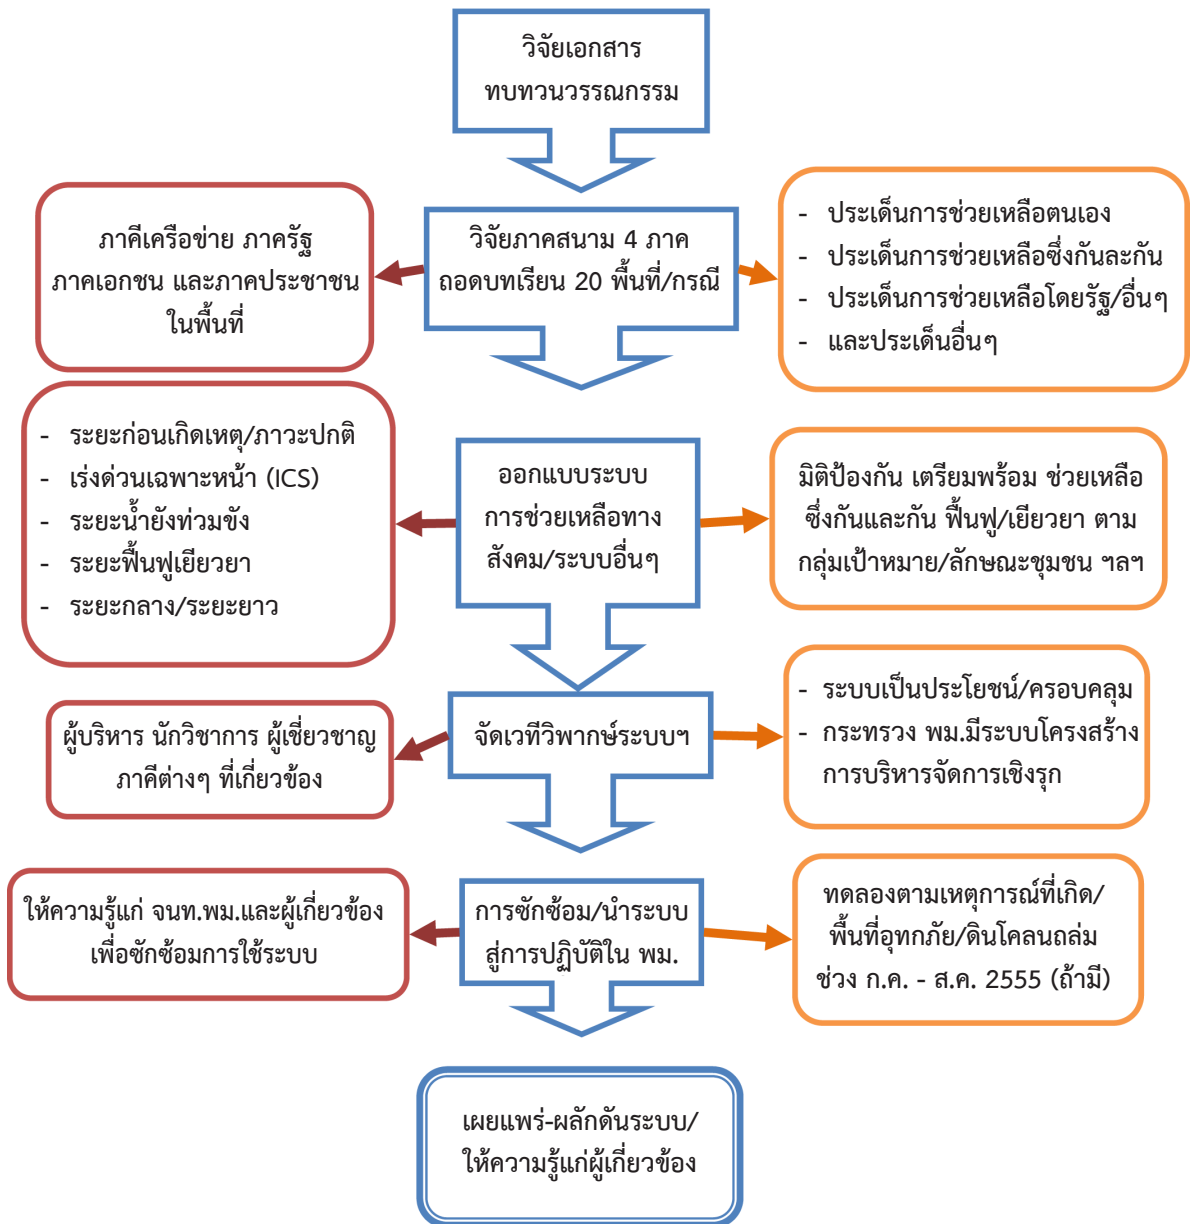 วิจัยเอกสาร
ทบทวนวรรณกรรม
ภาคีเครือข่าย ภาครัฐ
ภาคเอกชน และภาคประชาชน
ในพื้นที่
วิจัยภาคสนาม 4 ภาค
ถอดบทเรียน 20 พื้นที่/กรณี
- ประเด็นการช่วยเหลือตนเอง
- ประเด็นการช่วยเหลือซึ่งกันละกัน
- ประเด็นการช่วยเหลือโดยรัฐ/อื่นๆ
- และประเด็นอื่นๆ
- ระยะก่อนเกิดเหตุ/ภาวะปกติ
- เร่งด่วนเฉพาะหน้า (ICS)
- ระยะน้ำยังท่วมขัง
- ระยะฟื้นฟูเยียวยา
- ระยะกลาง/ระยะยาว
ออกแบบระบบ
การช่วยเหลือทาง
สังคม/ระบบอื่นๆ
มิติป้องกัน เตรียมพร้อม ช่วยเหลือ
ซึ่งกันและกัน ฟื้นฟู/เยียวยา ตาม
กลุ่มเป้าหมาย/ลักษณะชุมชน ฯลฯ
ผู้บริหาร นักวิชาการ ผู้เชี่ยวชาญ
ภาคีต่างๆ ที่เกี่ยวข้อง
จัดเวทีวิพากษ์ระบบฯ
- ระบบเป็นประโยชน์/ครอบคลุม
- กระทรวง พม.มีระบบโครงสร้าง
การบริหารจัดการเชิงรุก
ให้ความรู้แก่ จนท.พม.และผู้เกี่ยวข้อง
เพื่อซักซ้อมการใช้ระบบ
การซักซ้อม/นำระบบ
สู่การปฏิบัติใน พม.
ทดลองตามเหตุการณ์ที่เกิด/
พื้นที่อุทกภัย/ดินโคลนถล่ม
ช่วง ก.ค. - ส.ค. 2555 (ถ้ามี)
เผยแพร่-ผลักดันระบบ/
ให้ความรู้แก่ผู้เกี่ยวข้อง